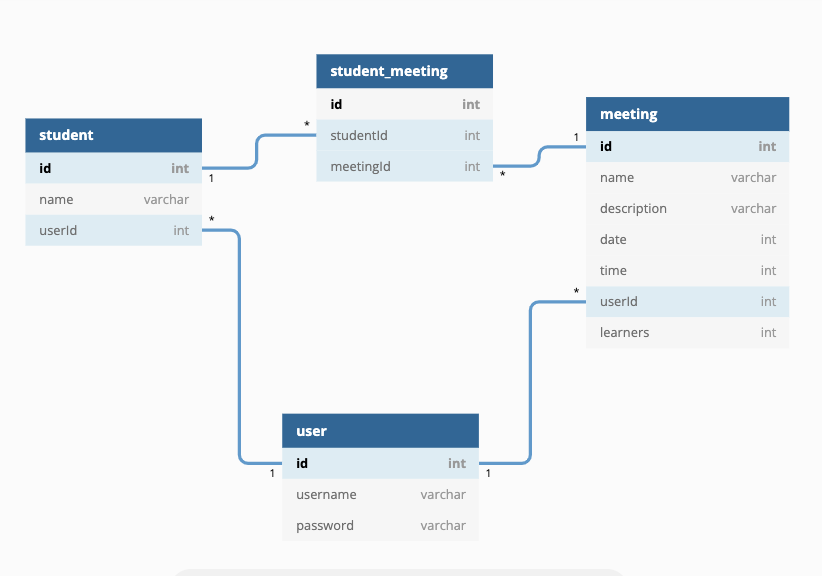 student
id int
name varchar
userId int
*
1
*
student_meeting
id int
studentId int
meetingId int
*
1
meeting
id int
name varchar
description varchar
date int
time int
userId int
learners int
*
user
id int
username varchar
password varchar
1
1